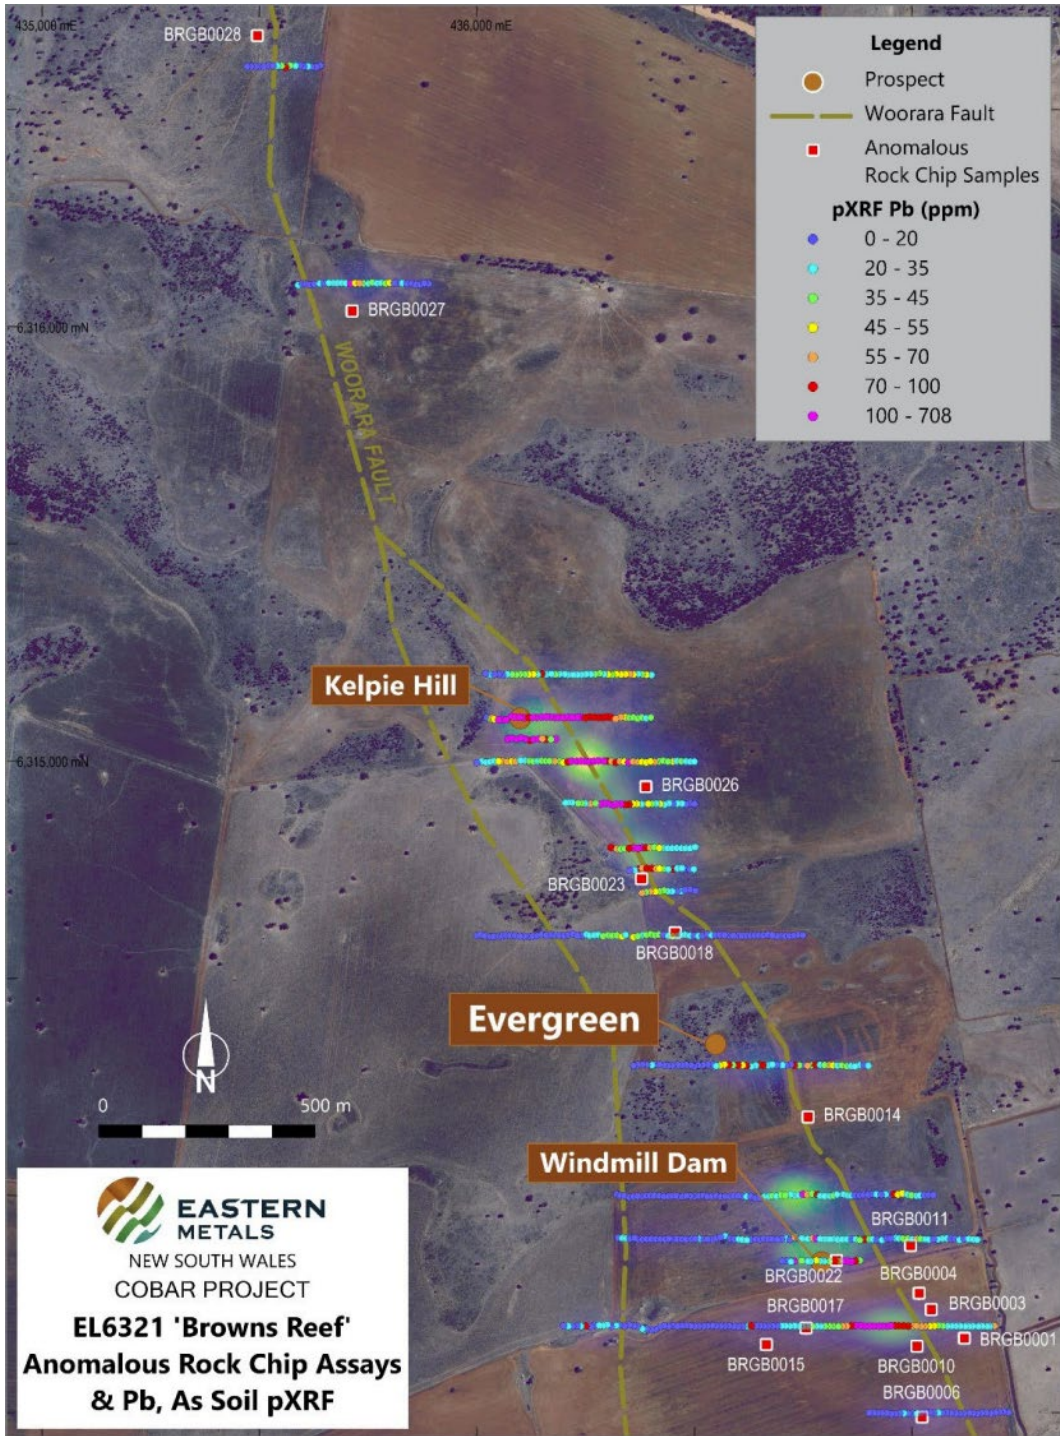 435,000 mE
436,000 mE
BRGB0028
Legend
Prospect
Woorara Fault
Anomalous
Rock Chip Samples
pXRF Pb (ppm)
0 - 20
20 - 35
35 - 45
45 - 55
55 - 70
70 - 100
100 - 708
BRGB0027
6,316,000 mN
WOORARA FAULT
Kelpie Hill
6,315,000 mN
BRGB0026
BRGB0023
BRGB0018
Evergreen
N
0 500 m
BRGB0014
Windmill Dam
BRGB0011
BRGB0022
BRGB0004
BRGB0017
BRGB0003
BRGB0001
BRGB0015
BRGB0010
BRGB0006
EASTERN
METALS
NEW SOUTH WALES
COBAR PROJECT
EL6321 'Browns Reef'
Anomalous Rock Chip Assays
& Pb, As Soil pXRF